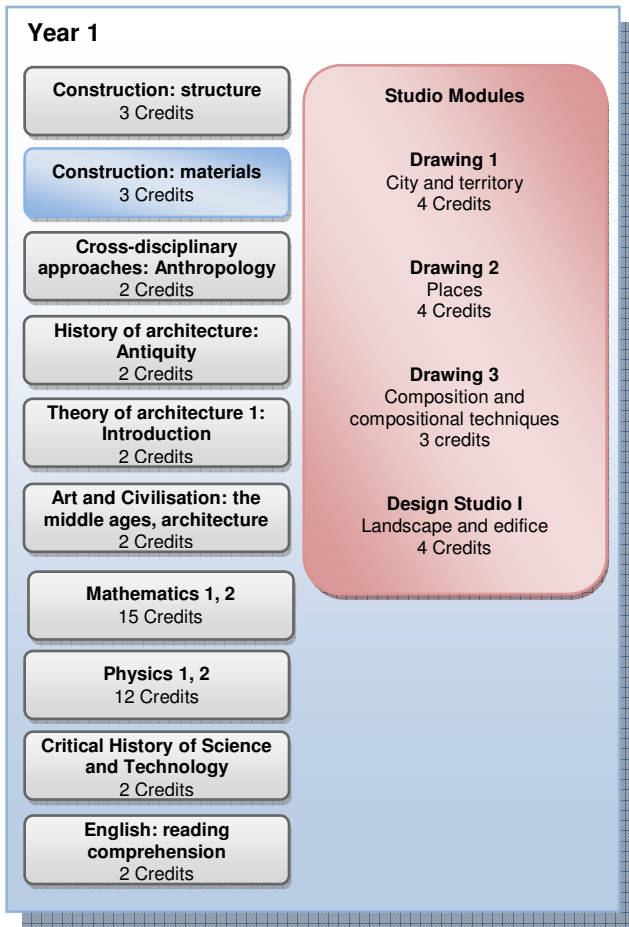 Year 1
Construction: structure
3 Credits
Construction: materials
3 Credits
Cross-disciplinary
approaches: Anthropology
2 Credits
History of architecture:
Antiquity
2 Credits
Theory of architecture 1:
Introduction
2 Credits
Art and Civilisation: the
middle ages, architecture
2 Credits
Mathematics 1, 2
15 Credits
Physics 1, 2
12 Credits
Critical History of Science
and Technology
2 Credits
English: reading
comprehension
2 Credits
Studio Modules
Drawing 1
City and territory
4 Credits
Drawing 2
Places
4 Credits
Drawing 3
Composition and
compositional techniques
3 credits
Design Studio I
Landscape and edifice
4 Credits